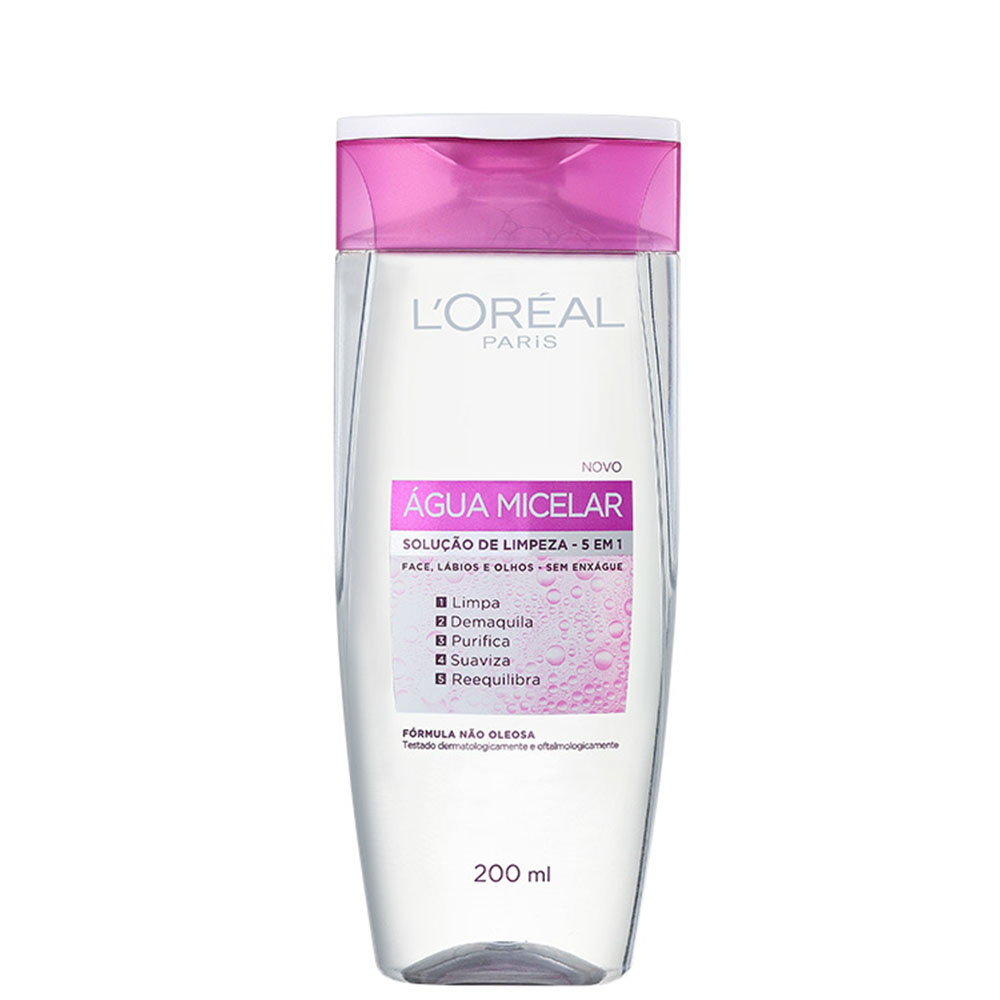 L'ORÉAL
PARiS
NOVO
ÁGUA MICELAR
SOLUÇÃO DE LIMPEZA - 5 EM 1
FACE, LÁBIOS E OLHOS - SEM ENXÁGUE
1 Limpa
2 Demaquila
3 Purifica
4 Suaviza
5 Reequilibra
FÓRMULA NÃO OLEOSA
Testado dermatologicamente e oftalmologicamente
200 ml